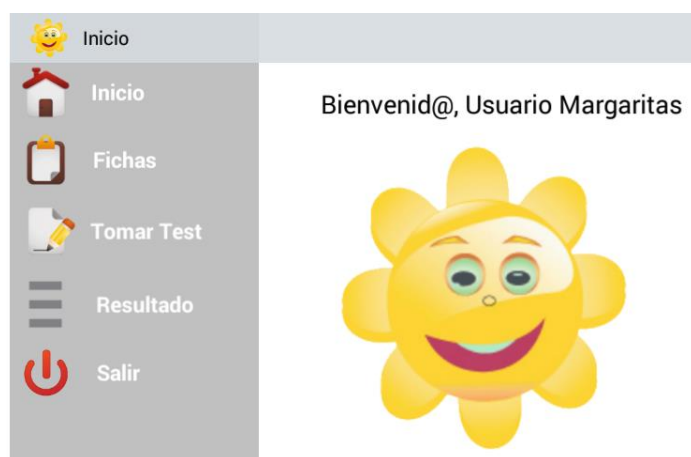 Inicio
Inicio
Bienvenid@, Usuario Margaritas
Fichas
Tomar Test
Resultado
Salir